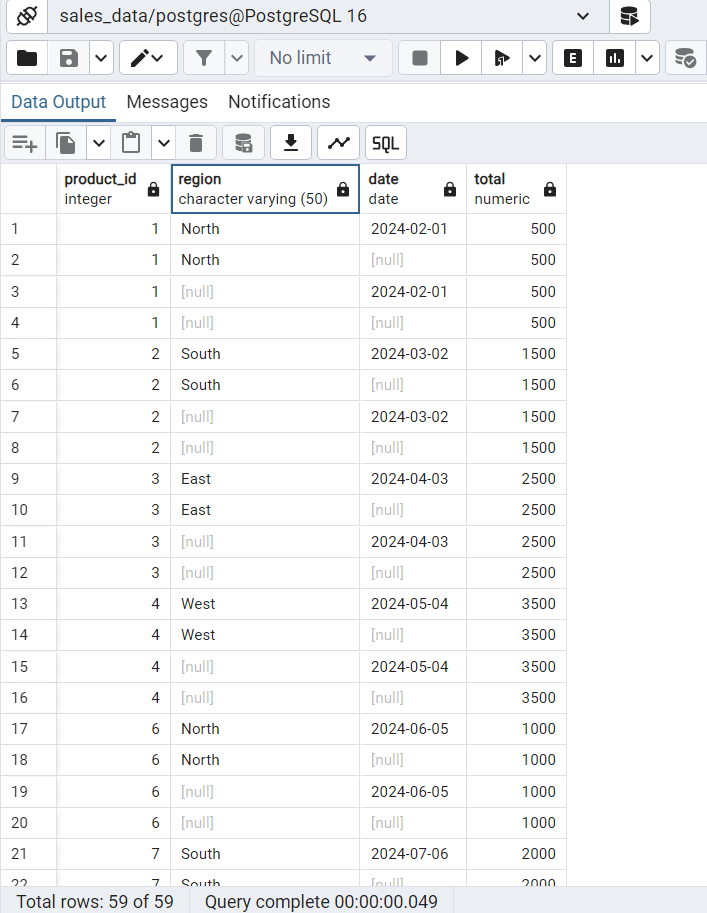 sales_data/postgres@PostgreSQL 16
No limit
E
Data Output Messages Notifications
SQL
product_id region date total
integer character varying (50) date numeric
1 1 North 2024-02-01 500
2 1 North [null] 500
3 1 [null] 2024-02-01 500
4 1 [null] [null] 500
5 2 South 2024-03-02 1500
6 2 South [null] 1500
7 2 [null] 2024-03-02 1500
8 2 [null] [null] 1500
9 3 East 2024-04-03 2500
10 3 East [null] 2500
11 3 [null] 2024-04-03 2500
12 3 [null] [null] 2500
13 4 West 2024-05-04 3500
14 4 West [null] 3500
15 4 [null] 2024-05-04 3500
16 4 [null] [null] 3500
17 6 North 2024-06-05 1000
18 6 North [null] 1000
19 6 [null] 2024-06-05 1000
20 6 [null] [null] 1000
21 7 South 2024-07-06 2000
22 7 South [null] 2000
Total rows: 59 of 59 Query complete 00:00:00.049